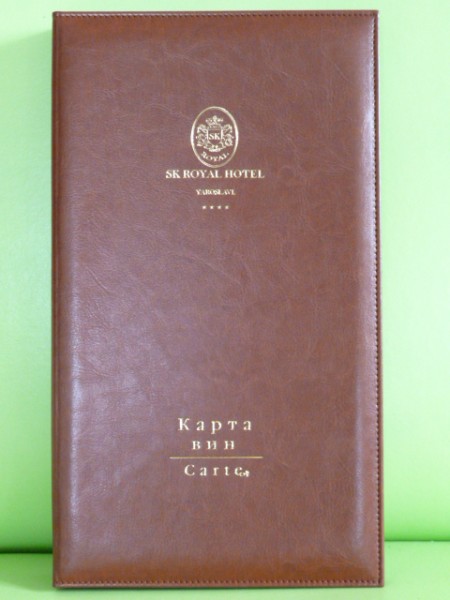 SK
ROYAL
SK ROYAL HOTEL
YAROSLAVL
****
Карта
вин
Carte